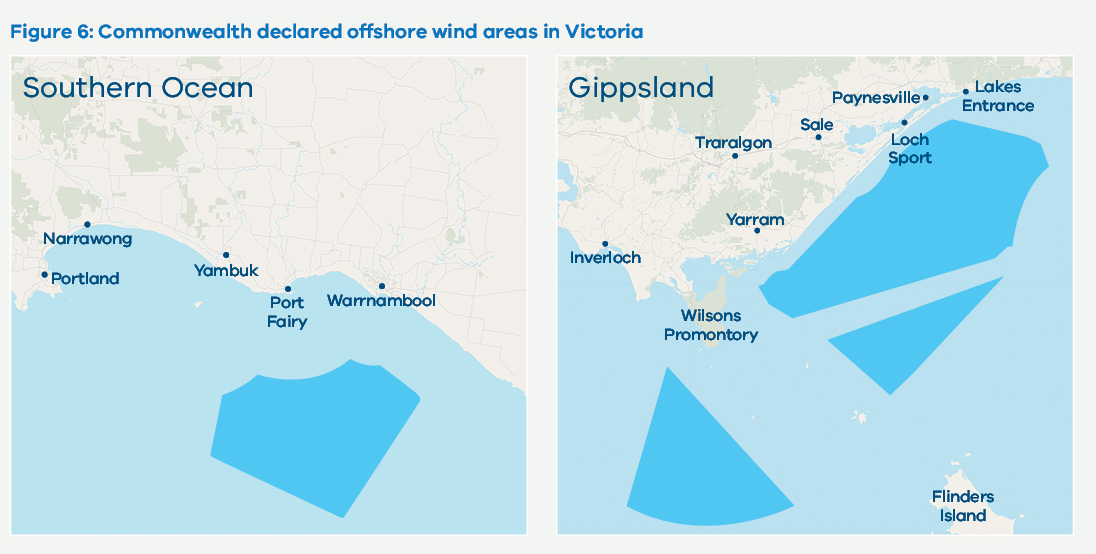 Figure 6: Commonwealth declared offshore wind areas in Victoria
Southern Ocean
Narrawong
Portland
Yambuk
Port
Fairy
Warrnambool
Gippsland
Lakes
Entrance
Paynesville
Sale
Loch
Sport
Traralgon
Yarram
Inverloch
Wilsons
Promontory
Flinders
Island